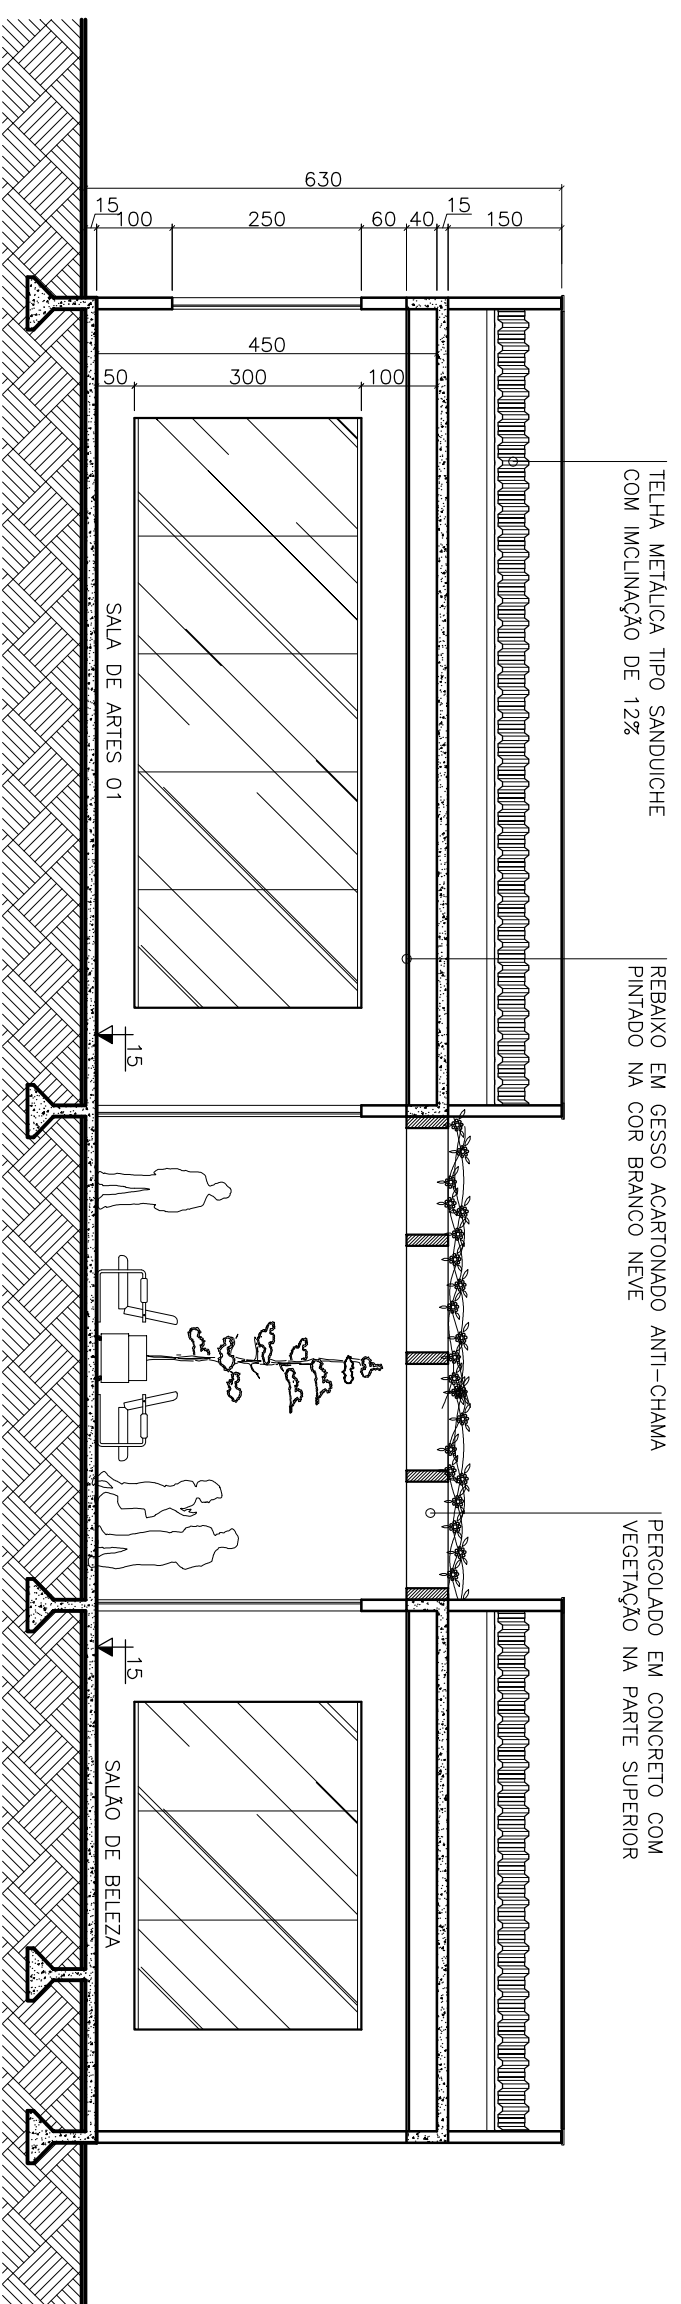 TELHA METÁLICA TIPO SANDUICHE
COM IMCLINAÇÃO DE 12%
REBAIXO EM GESSO ACARTONADO ANTI-CHAMA
PINTADO NA COR BRANCO NEVE
PERGOLADO EM CONCRETO COM
VEGETAÇÃO NA PARTE SUPERIOR
630
15
100
250
60
40
15
150
450
50
300
100
SALA DE ARTES 01
15
15
SALÃO DE BELEZA